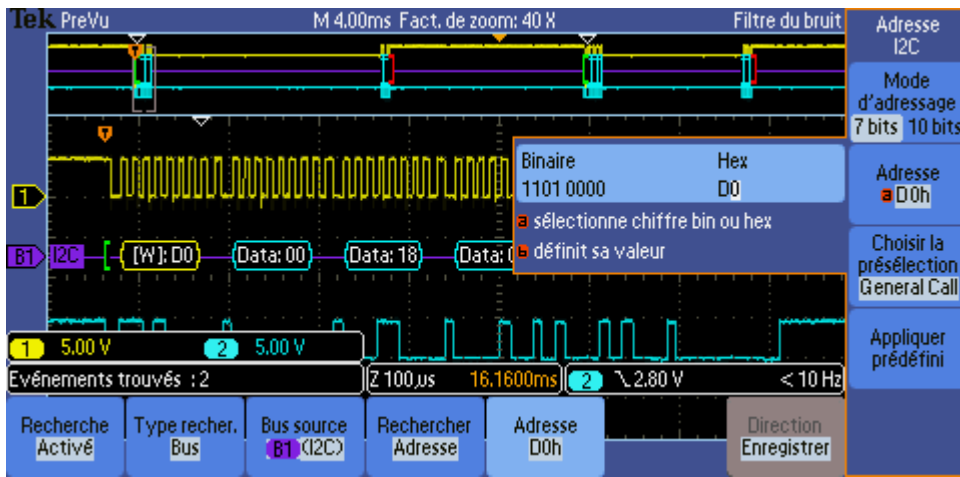 Tek PreVu M 4.00ms Fact. de zoom: 40 X Filtre du bruit
Adresse
I2C
Mode
d'adressage
7 bits 10 bits
Adresse
a D0h
Choisir la
présélection
General Call
Appliquer
prédéfini
T
T
Binaire Hex
1101 0000 D0
a sélectionne chiffre bin ou hex
b définit sa valeur
1
B1 I2C [W]: D0 Data: 00 Data: 18 Data:
1 5.00 V 2 5.00 V
Evénements trouvés : 2
Z 100µs 16.1600ms 2 2.80 V < 10 Hz
Recherche
Activé
Type recher.
Bus
Bus source
B1 (I2C)
Rechercher
Adresse
Adresse
D0h
Direction
Enregistrer